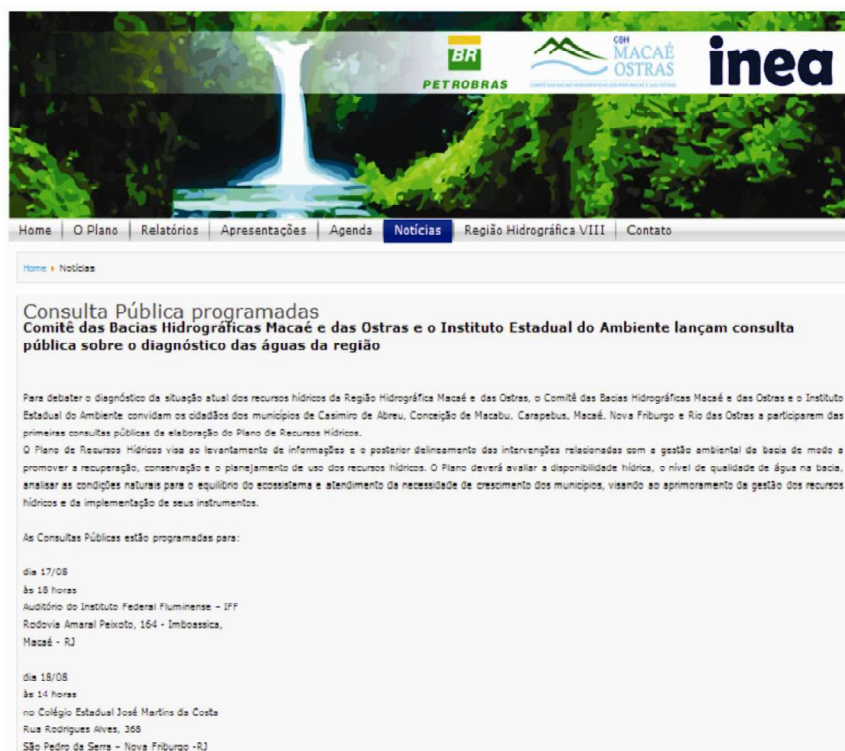 BR
PETROBRAS
CBH
MACAÉ
OSTRAS
COMITÊ DAS BACIAS HIDROGRÁFICAS DOS RIOS MACAÉ E DAS OSTRAS
inea
Home O Plano Relatórios Apresentações Agenda Notícias Região Hidrográfica VIII Contato
Home Notícias
Consulta Pública programadas
Comitê das Bacias Hidrográficas Macaé e das Ostras e o Instituto Estadual do Ambiente lançam consulta
pública sobre o diagnóstico das águas da região
Para debater o diagnóstico da situação atual dos recursos hídricos da Região Hidrográfica Macaé e das Ostras, o Comitê das Bacias Hidrográficas Macaé e das Ostras e o Instituto
Estadual do Ambiente convidam os cidadãos dos municípios de Casimiro de Abreu, Conceição de Macabu, Carapebus, Macaé, Nova Friburgo e Rio das Ostras a participarem das
primeiras consultas públicas da elaboração do Plano de Recursos Hídricos.
O Plano de Recursos Hídricos visa ao levantamento de informações e o posterior delineamento das intervenções relacionadas com a gestão ambiental da bacia de modo a
promover a recuperação, conservação e o planejamento de uso dos recursos hídricos. O Plano deverá avaliar a disponibilidade hídrica, o nível de qualidade de água na bacia,
analisar as condições naturais para o equilíbrio do ecossistema e atendimento da necessidade de crescimento dos municípios, visando ao aprimoramento da gestão dos recursos
hídricos e da implementação de seus instrumentos.
As Consultas Públicas estão programadas para:
dia 17/08
às 18 horas
Auditório do Instituto Federal Fluminense – IFF
Rodovia Amaral Peixoto, 164 - Imboassica,
Macaé - RJ
dia 18/08
às 14 horas
no Colégio Estadual José Martins da Costa
Rua Rodrigues Alves, 368
São Pedro da Serra – Nova Friburgo -RJ